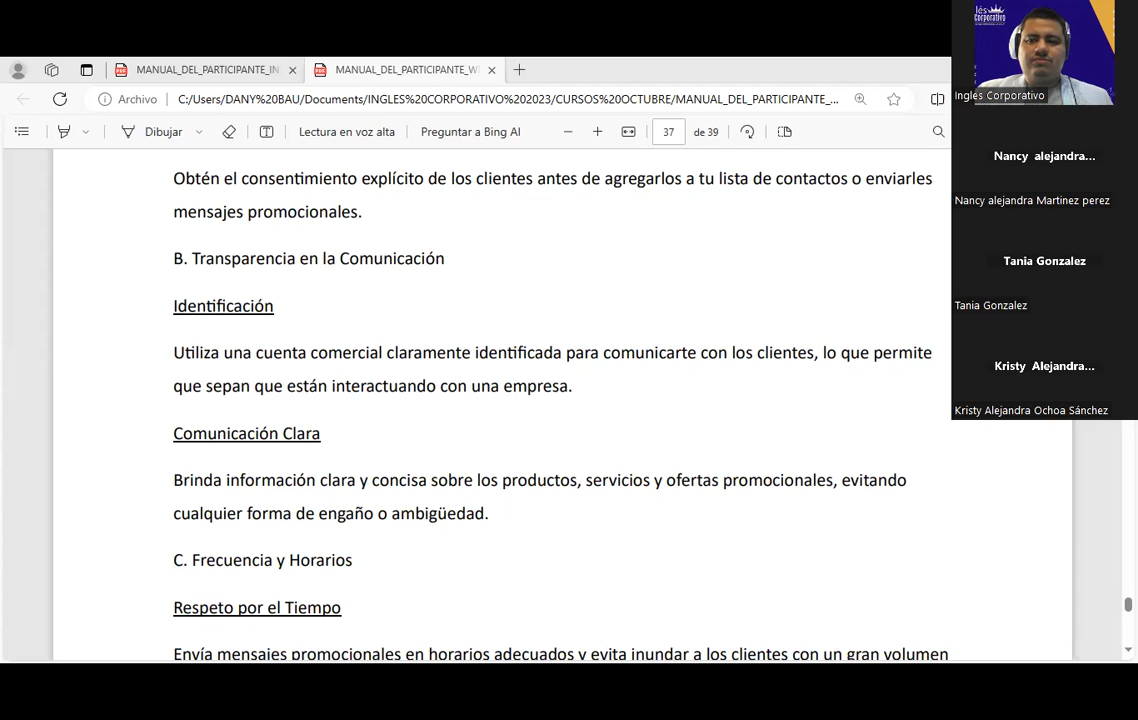 MANUAL_DEL_PARTICIPANTE_IN
MANUAL_DEL_PARTICIPANTE_W
Archivo
C:/Users/DANY%20BAU/Documents/INGLES%20CORPORATIVO%202023/CURSOS%20OCTUBRE/MANUAL_DEL_PARTICIPANTE_...
Dibujar
Lectura en voz alta
Preguntar a Bing AI
37
de 39
Obtén el consentimiento explícito de los clientes antes de agregarlos a tu lista de contactos o enviarles
mensajes promocionales.
B. Transparencia en la Comunicación
Identificación
Utiliza una cuenta comercial claramente identificada para comunicarte con los clientes, lo que permite
que sepan que están interactuando con una empresa.
Comunicación Clara
Brinda información clara y concisa sobre los productos, servicios y ofertas promocionales, evitando
cualquier forma de engaño o ambigüedad.
C. Frecuencia y Horarios
Respeto por el Tiempo
Envía mensajes promocionales en horarios adecuados y evita inundar a los clientes con un gran volumen
lés
Corporativo
Inglés Corporativo
Nancy alejandra...
Nancy alejandra Martinez perez
Tania Gonzalez
Tania Gonzalez
Kristy Alejandra...
Kristy Alejandra Ochoa Sánchez